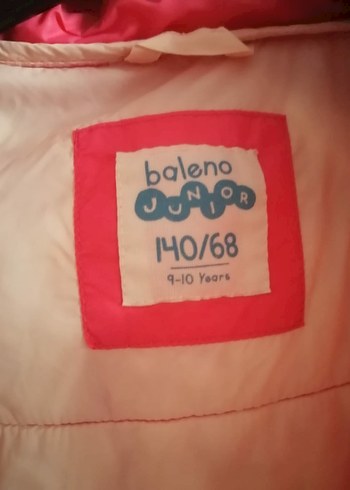 baleno
JUNIOR
140/68
9-10 Years